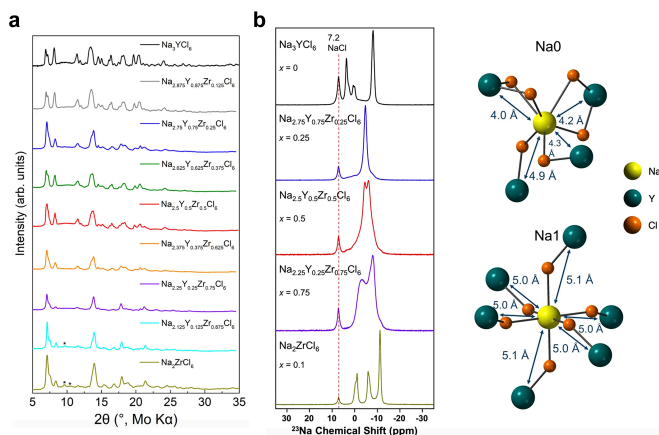 a
Na₃YCl₆
Na₂.₈₇₅Y₀.₈₇₅Zr₀.₁₂₅Cl₆
Na₂.₇₅Y₀.₇₅Zr₀.₂₅Cl₆
Na₂.₆₂₅Y₀.₆₂₅Zr₀.₃₇₅Cl₆
Na₂.₅Y₀.₅Zr₀.₅Cl₆
Na₂.₃₇₅Y₀.₃₇₅Zr₀.₆₂₅Cl₆
Na₂.₂₅Y₀.₂₅Zr₀.₇₅Cl₆
Na₂.₁₂₅Y₀.₁₂₅Zr₀.₈₇₅Cl₆
*
Na₂ZrCl₆
* *
Intensity (arb. units)
5 10 15 20 25 30 35
2θ (°, Mo Kα)
b
7.2
NaCl
Na₃YCl₆
x = 0
Na₂.₇₅Y₀.₇₅Zr₀.₂₅Cl₆
x = 0.25
Na₂.₅Y₀.₅Zr₀.₅Cl₆
x = 0.5
Na₂.₂₅Y₀.₂₅Zr₀.₇₅Cl₆
x = 0.75
Na₂ZrCl₆
x = 0.1
30 20 10 0 -10 -20 -30
²³Na Chemical Shift (ppm)
Na0
4.0 Å
4.2 Å
4.3
Å
4.9 Å
Na
Y
Cl
Na1
5.0 Å
5.1 Å
5.0 Å
5.0 Å
5.1 Å
5.0 Å